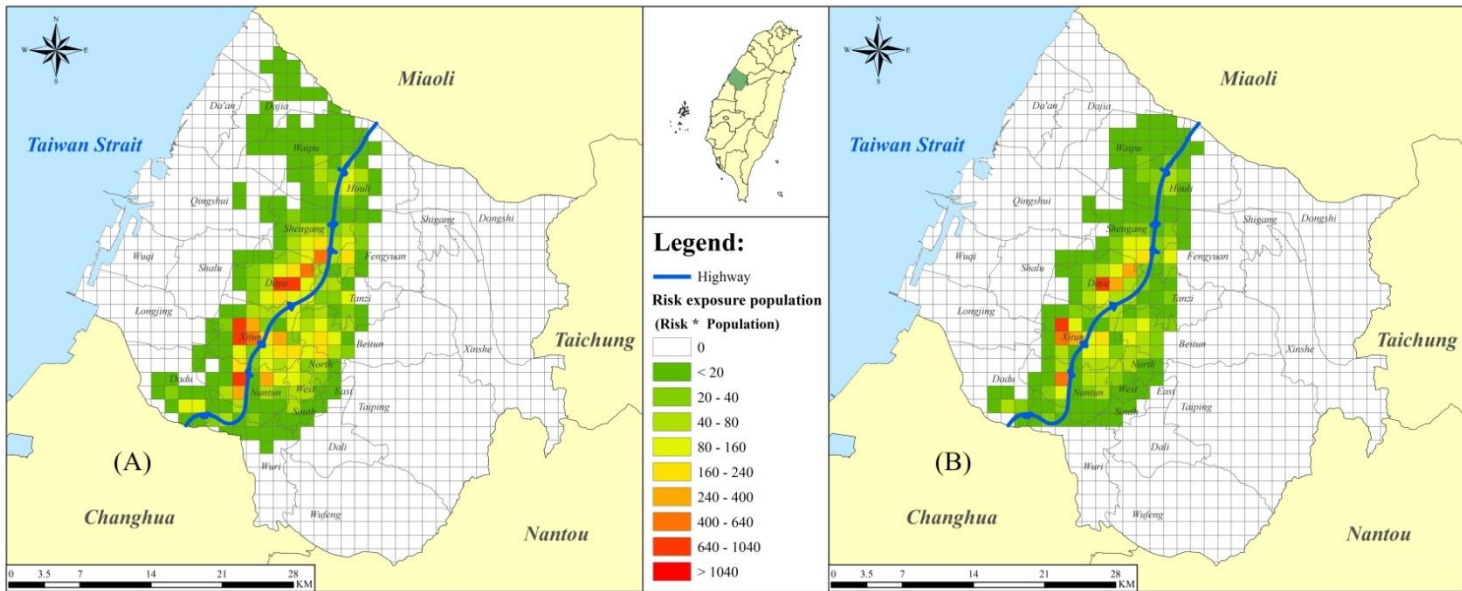 N
W
E
S
Miaoli
Da'an
Dajia
Taiwan Strait
Waipu
Houli
Qingshui
Shigang
Dongshi
Shengang
Wuqi
Shalu
Fengyuan
Daya
Tanzi
Longjing
Taichung
Xitun
Beitun
Xinshe
North
Dadu
Nantun
West
East
South
Taiping
(A)
Dali
Wuri
Changhua
Wufeng
Nantou
0 3.5 7 14 21 28
KM
Legend:
Highway
Risk exposure population
(Risk * Population)
0
< 20
20 - 40
40 - 80
80 - 160
160 - 240
240 - 400
400 - 640
640 - 1040
> 1040
N
W
E
S
Miaoli
Da'an
Dajia
Taiwan Strait
Waipu
Houli
Qingshui
Shigang
Dongshi
Shengang
Wuqi
Shalu
Fengyuan
Daya
Tanzi
Longjing
Taichung
Xitun
Beitun
Xinshe
North
Dadu
Nantun
West
East
South
Taiping
(B)
Dali
Wuri
Changhua
Wufeng
Nantou
0 3.5 7 14 21 28
KM